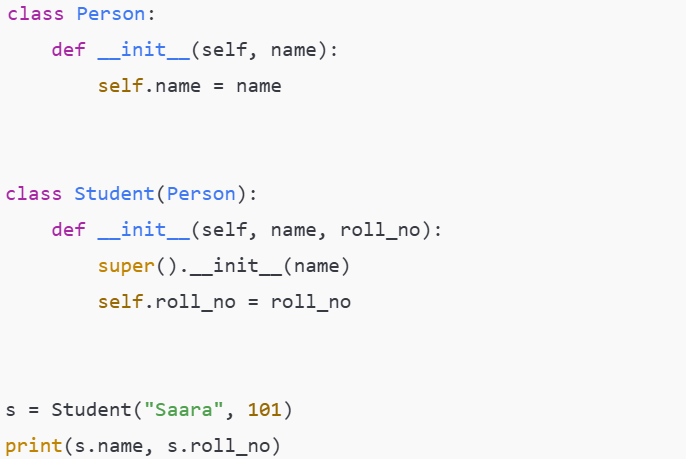 class Person:
    def __init__(self, name):
        self.name = name
class Student(Person):
    def __init__(self, name, roll_no):
        super().__init__(name)
        self.roll_no = roll_no
s = Student("Saara", 101)
print(s.name, s.roll_no)